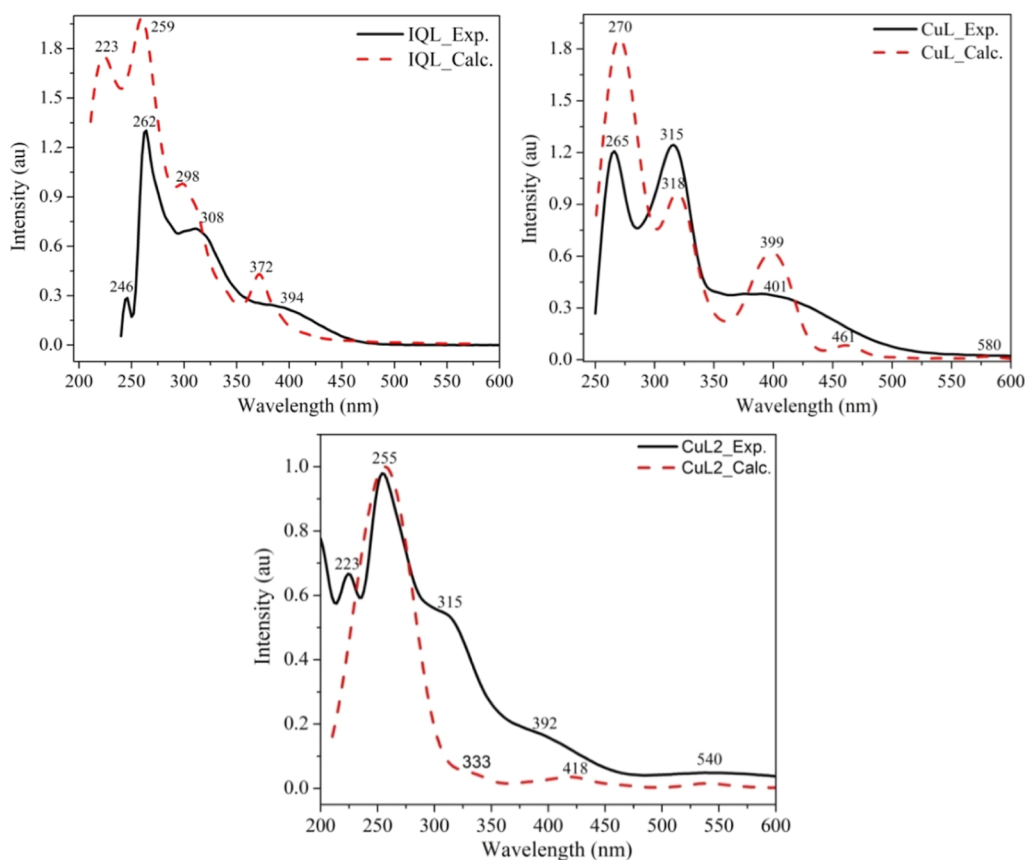 IQL_Exp.
IQL_Calc.
223
259
262
298
308
372
394
246
1.8
1.5
1.2
0.9
0.6
0.3
0.0
Intensity (au)
200 250 300 350 400 450 500 550 600
Wavelength (nm)
CuL_Exp.
CuL_Calc.
270
265
315
318
399
401
461
580
1.8
1.5
1.2
0.9
0.6
0.3
0.0
Intensity (au)
250 300 350 400 450 500 550 600
Wavelength (nm)
CuL2_Exp.
CuL2_Calc.
255
223
315
392
333
418
540
1.0
0.8
0.6
0.4
0.2
0.0
Intensity (au)
200 250 300 350 400 450 500 550 600
Wavelength (nm)